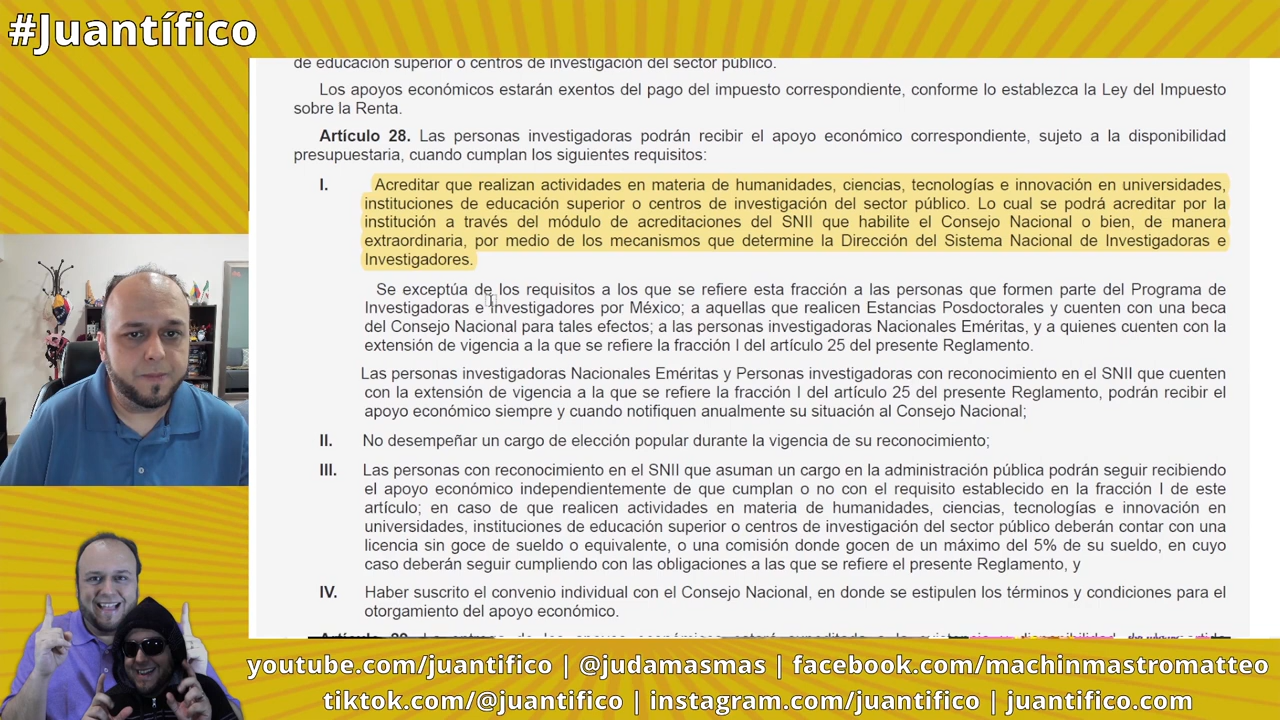 #Juantífico
de educación superior o centros de investigación del sector público.
Los apoyos económicos estarán exentos del pago del impuesto correspondiente, conforme lo establezca la Ley del Impuesto
sobre la Renta.
Artículo 28. Las personas investigadoras podrán recibir el apoyo económico correspondiente, sujeto a la disponibilidad
presupuestaria, cuando cumplan los siguientes requisitos:
I. Acreditar que realizan actividades en materia de humanidades, ciencias, tecnologías e innovación en universidades,
instituciones de educación superior o centros de investigación del sector público. Lo cual se podrá acreditar por la
institución a través del módulo de acreditaciones del SNII que habilite el Consejo Nacional o bien, de manera
extraordinaria, por medio de los mecanismos que determine la Dirección del Sistema Nacional de Investigadoras e
Investigadores.
Se exceptúa de los requisitos a los que se refiere esta fracción a las personas que formen parte del Programa de
Investigadoras e Investigadores por México; a aquellas que realicen Estancias Posdoctorales y cuenten con una beca
del Consejo Nacional para tales efectos; a las personas investigadoras Nacionales Eméritas, y a quienes cuenten con la
extensión de vigencia a la que se refiere la fracción I del artículo 25 del presente Reglamento.
Las personas investigadoras Nacionales Eméritas y Personas investigadoras con reconocimiento en el SNII que cuenten
con la extensión de vigencia a la que se refiere la fracción I del artículo 25 del presente Reglamento, podrán recibir el
apoyo económico siempre y cuando notifiquen anualmente su situación al Consejo Nacional;
II. No desempeñar un cargo de elección popular durante la vigencia de su reconocimiento;
III. Las personas con reconocimiento en el SNII que asuman un cargo en la administración pública podrán seguir recibiendo
el apoyo económico independientemente de que cumplan o no con el requisito establecido en la fracción I de este
artículo; en caso de que realicen actividades en materia de humanidades, ciencias, tecnologías e innovación en
universidades, instituciones de educación superior o centros de investigación del sector público deberán contar con una
licencia sin goce de sueldo o equivalente, o una comisión donde gocen de un máximo del 5% de su sueldo, en cuyo
caso deberán seguir cumpliendo con las obligaciones a las que se refiere el presente Reglamento, y
IV. Haber suscrito el convenio individual con el Consejo Nacional, en donde se estipulen los términos y condiciones para el
otorgamiento del apoyo económico.
youtube.com/juantifico | @judamasmas | facebook.com/machinmastromatteo
tiktok.com/@juantifico | instagram.com/juantifico | juantifico.com